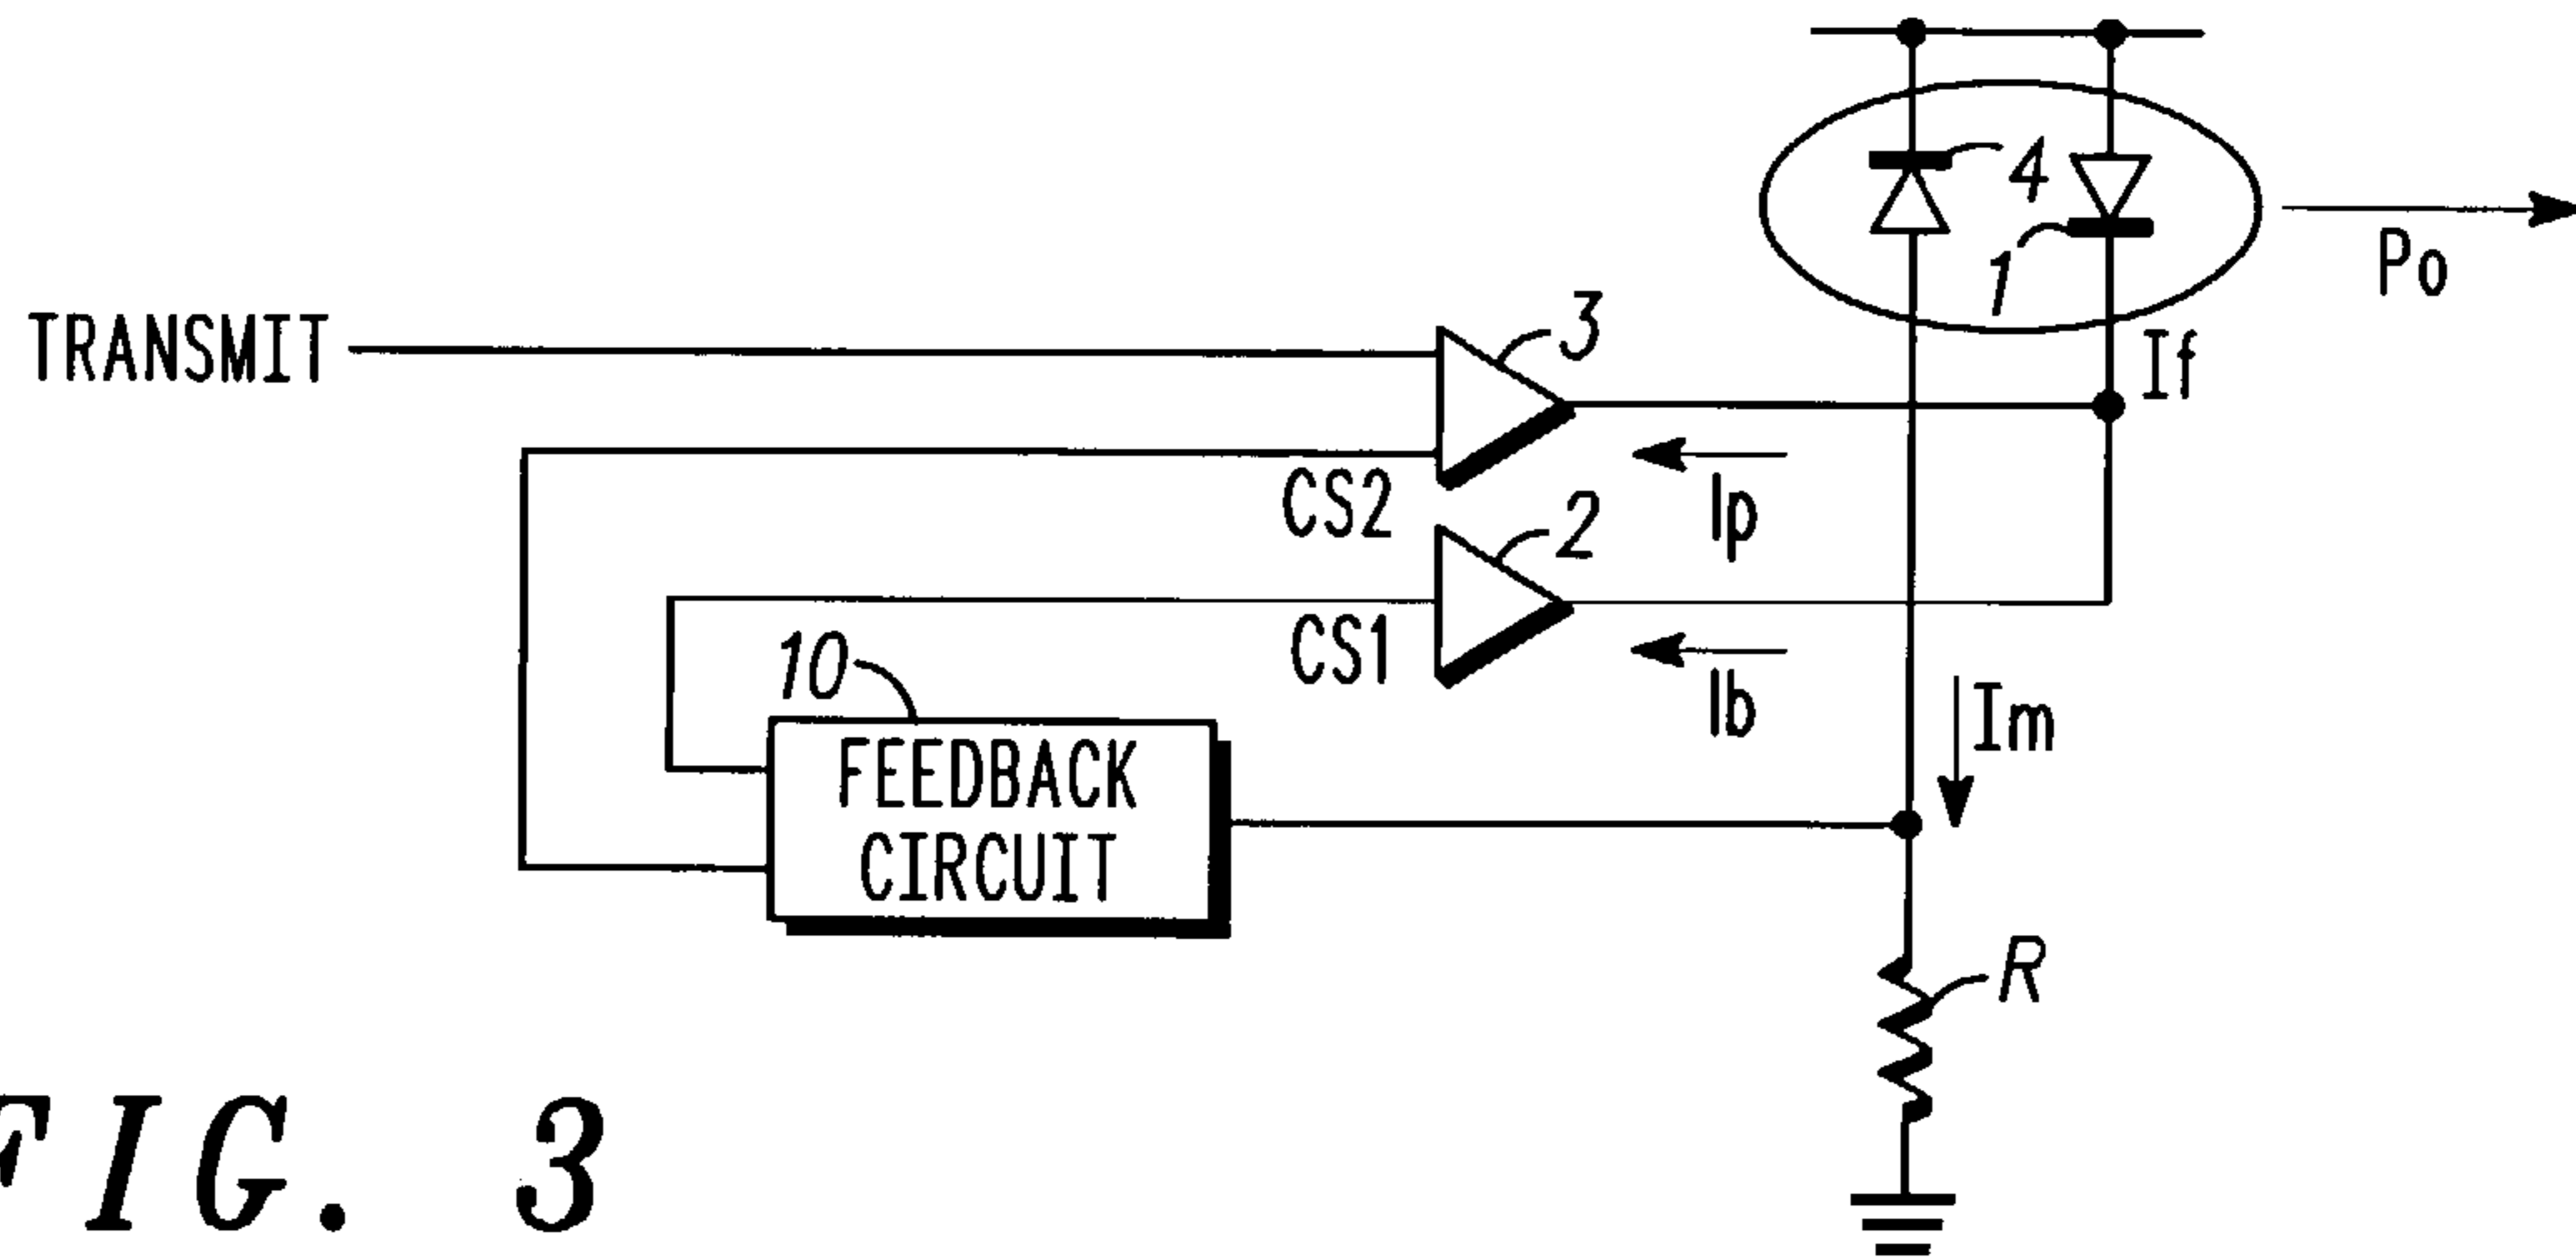 4
1
Po
TRANSMIT
3
If
CS2
Ip
2
CS1
Ib
10
Im
FEEDBACK
CIRCUIT
R
FIG. 3